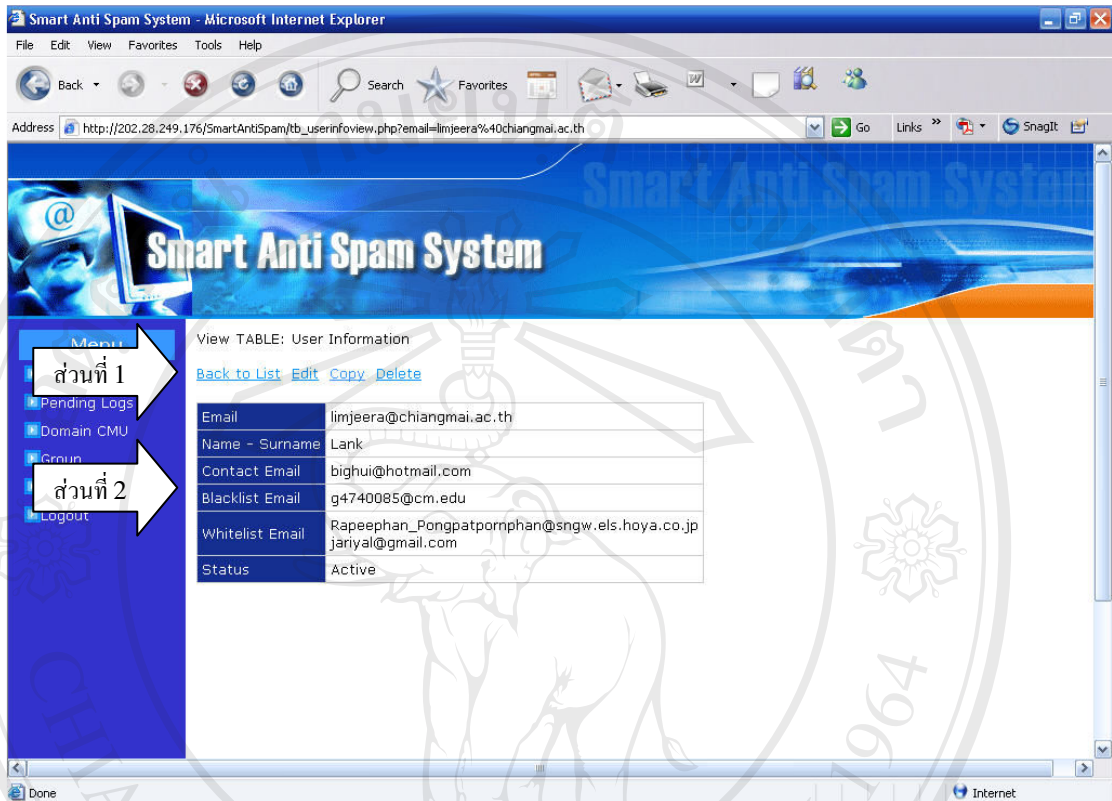 Smart Anti Spam System - Microsoft Internet Explorer
File Edit View Favorites Tools Help
Back Search Favorites
Address http://202.28.249.176/SmartAntiSpam/tb_userinfoview.php?email=limjeera%40chiangmai.ac.th Go Links » SnagIt
Smart Anti Spam System
Smart Anti Spam System
Menu
ส่วนที่ 1
Pending Logs
Domain CMU
Group
ส่วนที่ 2
Logout
View TABLE: User Information
Back to List Edit Copy Delete
Email limjeera@chiangmai.ac.th
Name - Surname Lank
Contact Email bighui@hotmail.com
Blacklist Email g4740085@cm.edu
Whitelist Email Rapeephan_Pongpatpornphan@sngw.els.hoya.co.jp
jariyal@gmail.com
Status Active
Done Internet